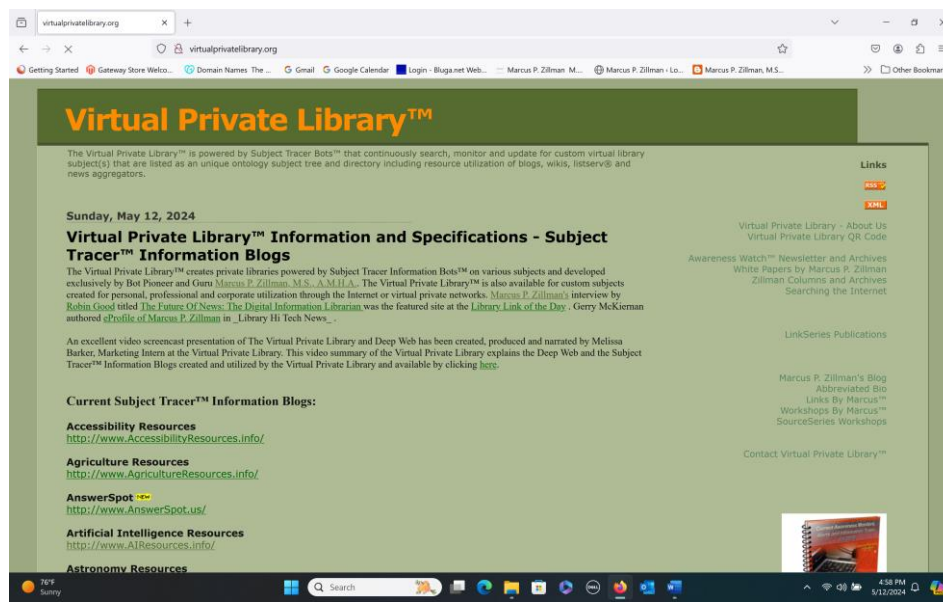 virtualprivatelibrary.org
virtualprivatelibrary.org
Getting Started Gateway Store Welco... Domain Names The ... Gmail Google Calendar Login - Bluga.net Web... Marcus P. Zillman M... Marcus P. Zillman - Lo... Marcus P. Zillman, M.S... Other Bookmar
Virtual Private Library™
The Virtual Private Library™ is powered by Subject Tracer Bots™ that continuously search, monitor and update for custom virtual library
subject(s) that are listed as an unique ontology subject tree and directory including resource utilization of blogs, wikis, listserv® and
news aggregators.
Sunday, May 12, 2024
Virtual Private Library™ Information and Specifications - Subject
Tracer™ Information Blogs
The Virtual Private Library™ creates private libraries powered by Subject Tracer Information Bots™ on various subjects and developed
exclusively by Bot Pioneer and Guru Marcus P. Zillman, M.S., A.M.H.A.. The Virtual Private Library™ is also available for custom subjects
created for personal, professional and corporate utilization through the Internet or virtual private networks. Marcus P. Zillman's interview by
Robin Good titled The Future Of News: The Digital Information Librarian was the featured site at the Library Link of the Day . Gerry McKiernan
authored eProfile of Marcus P. Zillman in _Library Hi Tech News_ .
An excellent video screencast presentation of The Virtual Private Library and Deep Web has been created, produced and narrated by Melissa
Barker, Marketing Intern at the Virtual Private Library. This video summary of the Virtual Private Library explains the Deep Web and the Subject
Tracer™ Information Blogs created and utilized by the Virtual Private Library and available by clicking here.
Current Subject Tracer™ Information Blogs:
Accessibility Resources
http://www.AccessibilityResources.info/
Agriculture Resources
http://www.AgricultureResources.info/
AnswerSpot NEW
http://www.AnswerSpot.us/
Artificial Intelligence Resources
http://www.AIResources.info/
Astronomy Resources
Links
RSS
XML
Virtual Private Library - About Us
Virtual Private Library QR Code
Awareness Watch™ Newsletter and Archives
White Papers by Marcus P. Zillman
Zillman Columns and Archives
Searching the Internet
LinkSeries Publications
Marcus P. Zillman's Blog
Abbreviated Bio
Links By Marcus™
Workshops By Marcus™
SourceSeries Workshops
Contact Virtual Private Library™
76°F
Sunny
Search
4:58 PM
5/12/2024